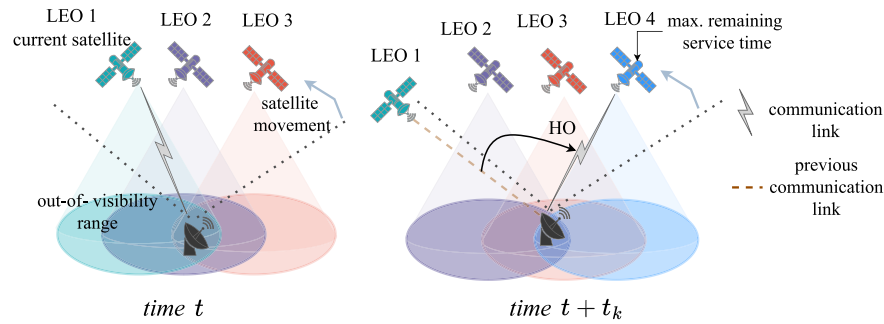 LEO 1
current satellite
LEO 2
LEO 3
satellite
movement
out-of- visibility
range
time t
LEO 1
LEO 2
LEO 3
LEO 4
max. remaining
service time
HO
time t + t_k
communication
link
previous
communication
link